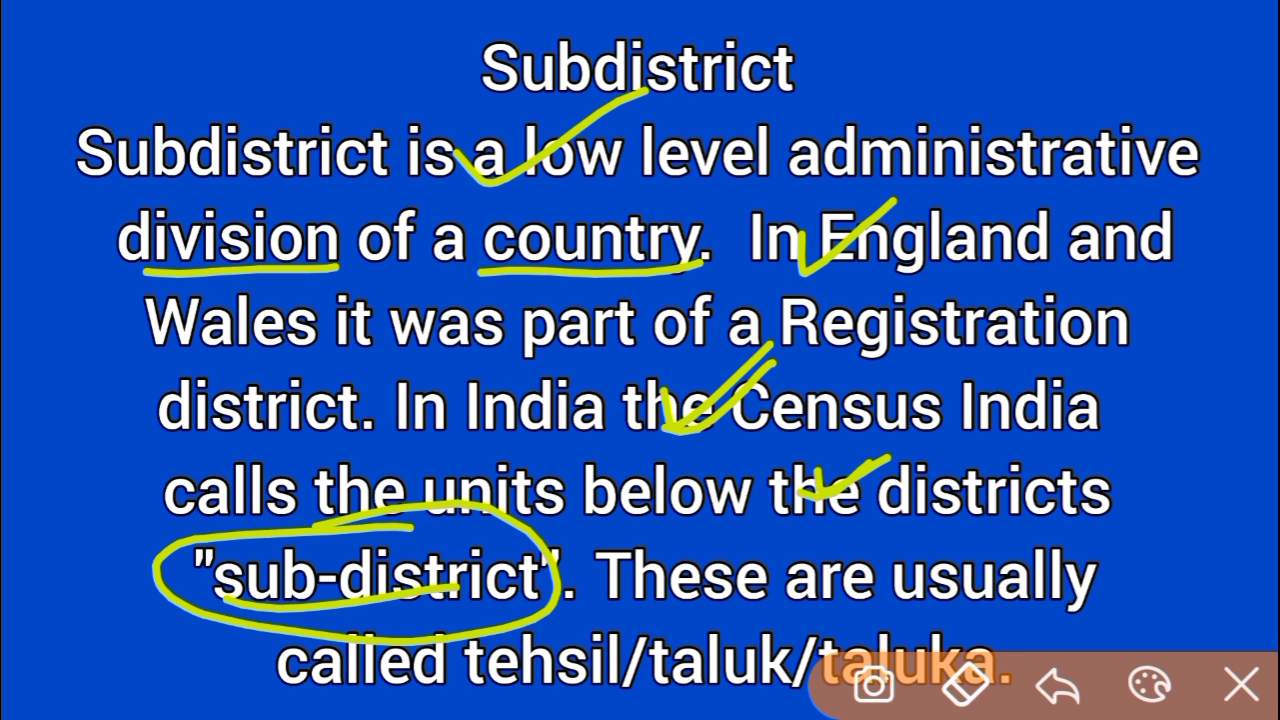 Subdistrict
Subdistrict is a low level administrative
division of a country.  In England and
Wales it was part of a Registration
district. In India the Census India
calls the units below the districts
"sub-district". These are usually
called tehsil/taluk/taluka.